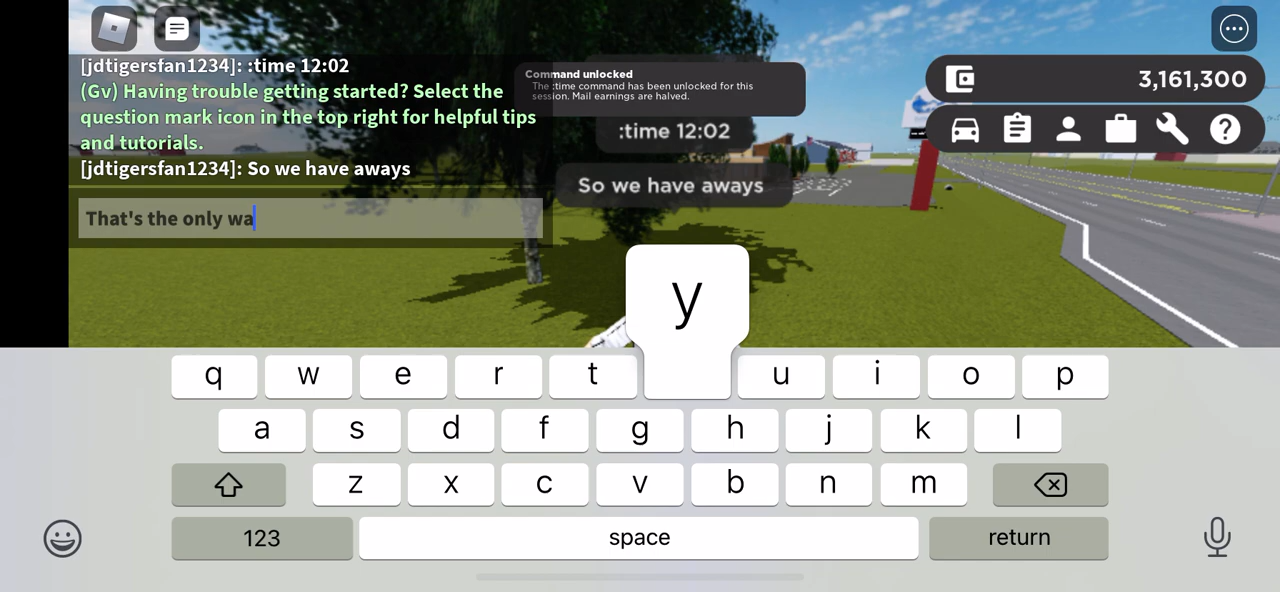 [jdtigersfan1234]: :time 12:02
(Gv) Having trouble getting started? Select the
question mark icon in the top right for helpful tips
and tutorials.
[jdtigersfan1234]: So we have aways
That's the only wa
Command unlocked
The :time command has been unlocked for this
session. Mail earnings are halved.
:time 12:02
So we have aways
3,161,300
y
q w e r t u i o p
a s d f g h j k l
z x c v b n m
123 space return